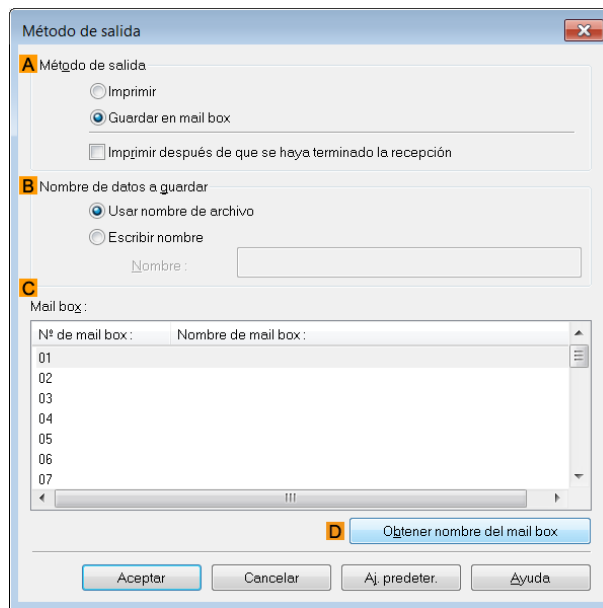 Método de salida
A Método de salida
Imprimir
Guardar en mail box
Imprimir después de que se haya terminado la recepción
B Nombre de datos a guardar
Usar nombre de archivo
Escribir nombre
Nombre :
C
Mail box :
Nº de mail box : Nombre de mail box :
01
02
03
04
05
06
07
D Obtener nombre del mail box
Aceptar Cancelar Aj. predeter. Ayuda